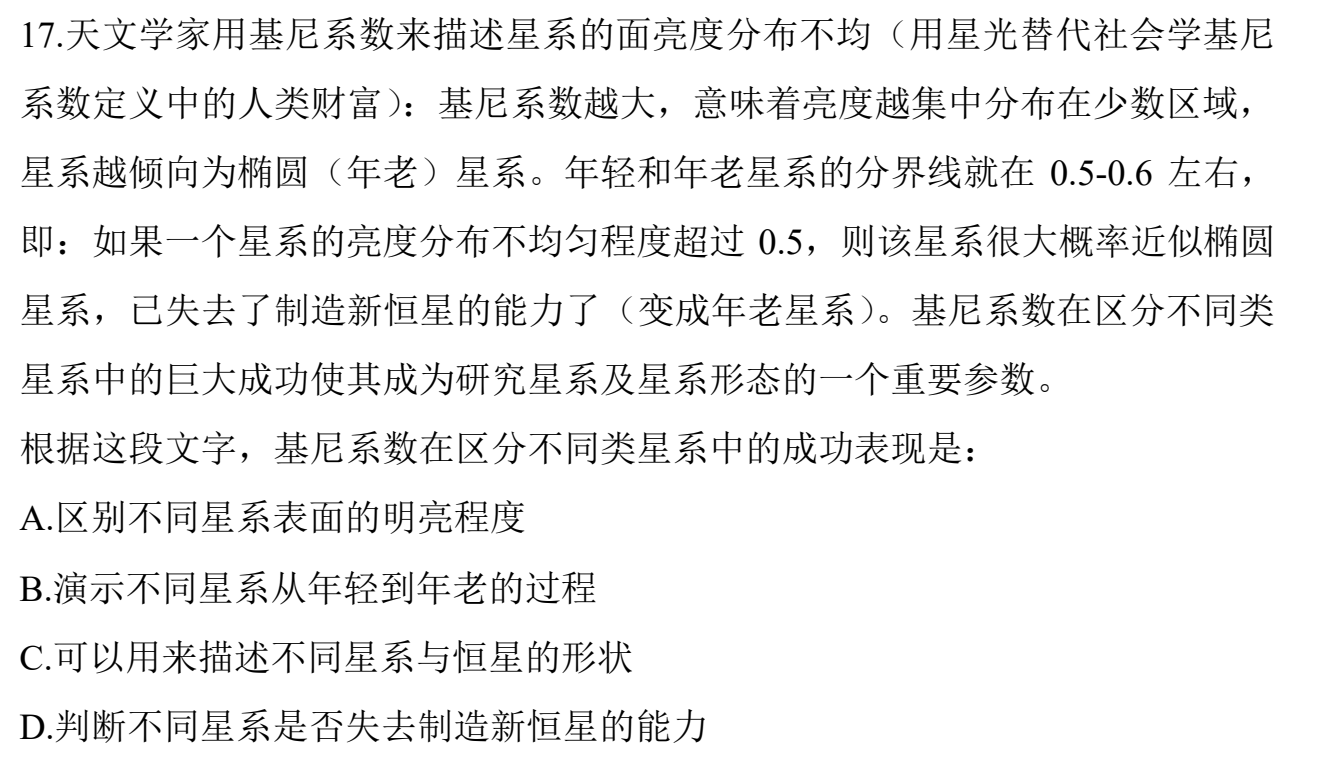 17.天文学家用基尼系数来描述星系的面亮度分布不均（用星光替代社会学基尼
系数定义中的人类财富）：基尼系数越大，意味着亮度越集中分布在少数区域，
星系越倾向为椭圆（年老）星系。年轻和年老星系的分界线就在 0.5-0.6 左右，
即：如果一个星系的亮度分布不均匀程度超过 0.5，则该星系很大概率近似椭圆
星系，已失去了制造新恒星的能力了（变成年老星系）。基尼系数在区分不同类
星系中的巨大成功使其成为研究星系及星系形态的一个重要参数。
根据这段文字，基尼系数在区分不同类星系中的成功表现是：
A.区别不同星系表面的明亮程度
B.演示不同星系从年轻到年老的过程
C.可以用来描述不同星系与恒星的形状
D.判断不同星系是否失去制造新恒星的能力